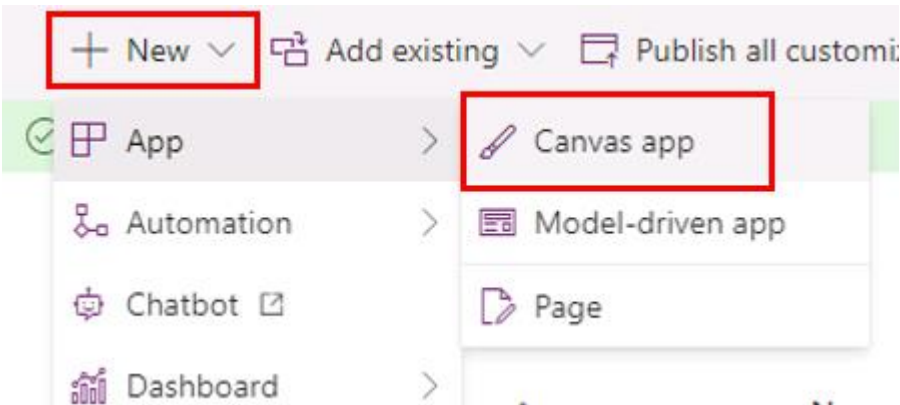 New Add existing Publish all customiz
App Canvas app
Automation Model-driven app
Chatbot Page
Dashboard